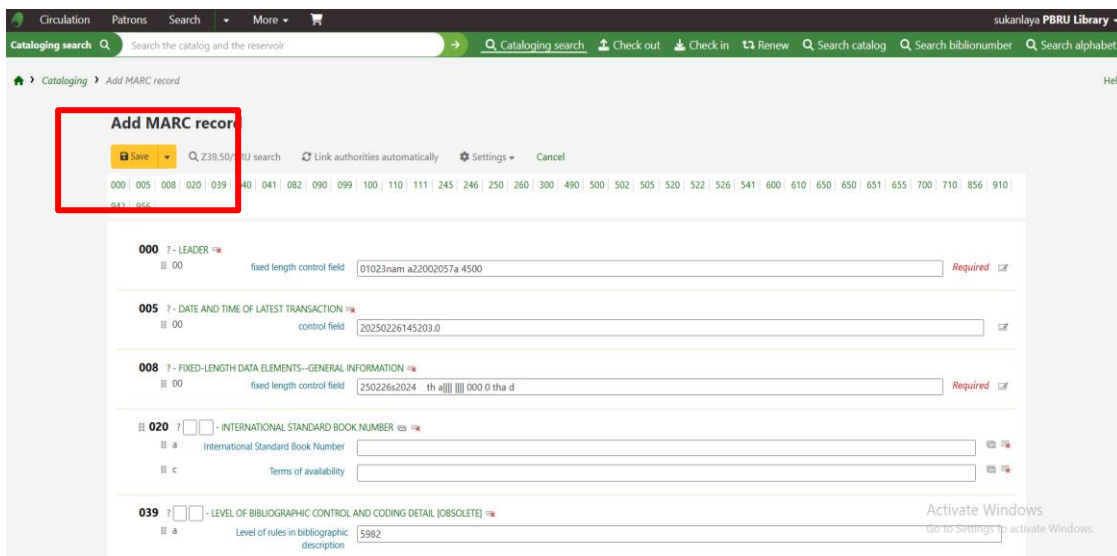 Circulation Patrons Search More sukanlaya PBRU Library
Cataloging search Search the catalog and the reservoir Cataloging search Check out Check in Renew Search catalog Search biblionumber Search alphabet
Cataloging Add MARC record Hel
Add MARC record
Save Z39.50/SRU search Link authorities automatically Settings Cancel
000 005 008 020 039 040 041 082 090 099 100 110 111 245 246 250 260 300 490 500 502 505 520 522 526 541 600 610 650 650 651 655 700 710 856 910
942 956
000 ? - LEADER
00 fixed length control field 01023nam a22002057a 4500 Required
005 ? - DATE AND TIME OF LATEST TRANSACTION
00 control field 20250226145203.0
008 ? - FIXED-LENGTH DATA ELEMENTS--GENERAL INFORMATION
00 fixed length control field 250226s2024 th a|||| |||| 000 0 tha d Required
020 ? - INTERNATIONAL STANDARD BOOK NUMBER
a International Standard Book Number
c Terms of availability
039 ? - LEVEL OF BIBLIOGRAPHIC CONTROL AND CODING DETAIL [OBSOLETE]
a Level of rules in bibliographic description 5982
Activate Windows
Go to Settings to activate Windows.